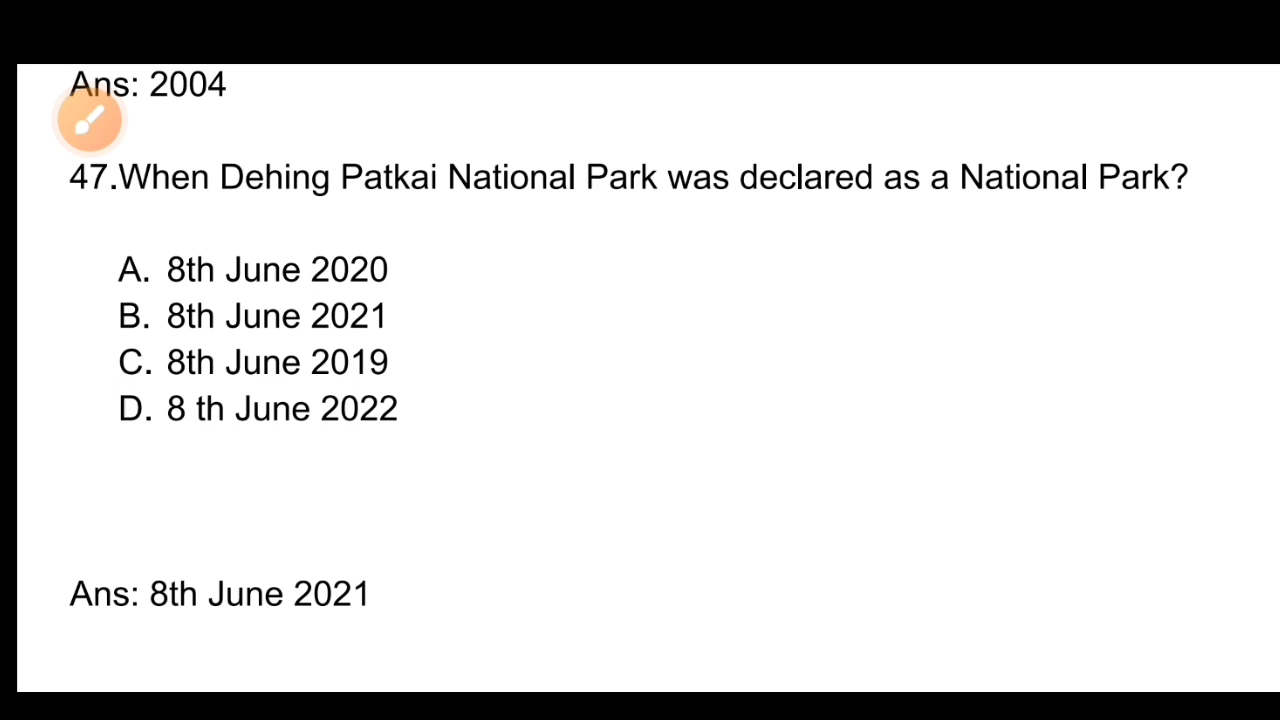 Ans: 2004
47.When Dehing Patkai National Park was declared as a National Park?
A. 8th June 2020
B. 8th June 2021
C. 8th June 2019
D. 8 th June 2022
Ans: 8th June 2021